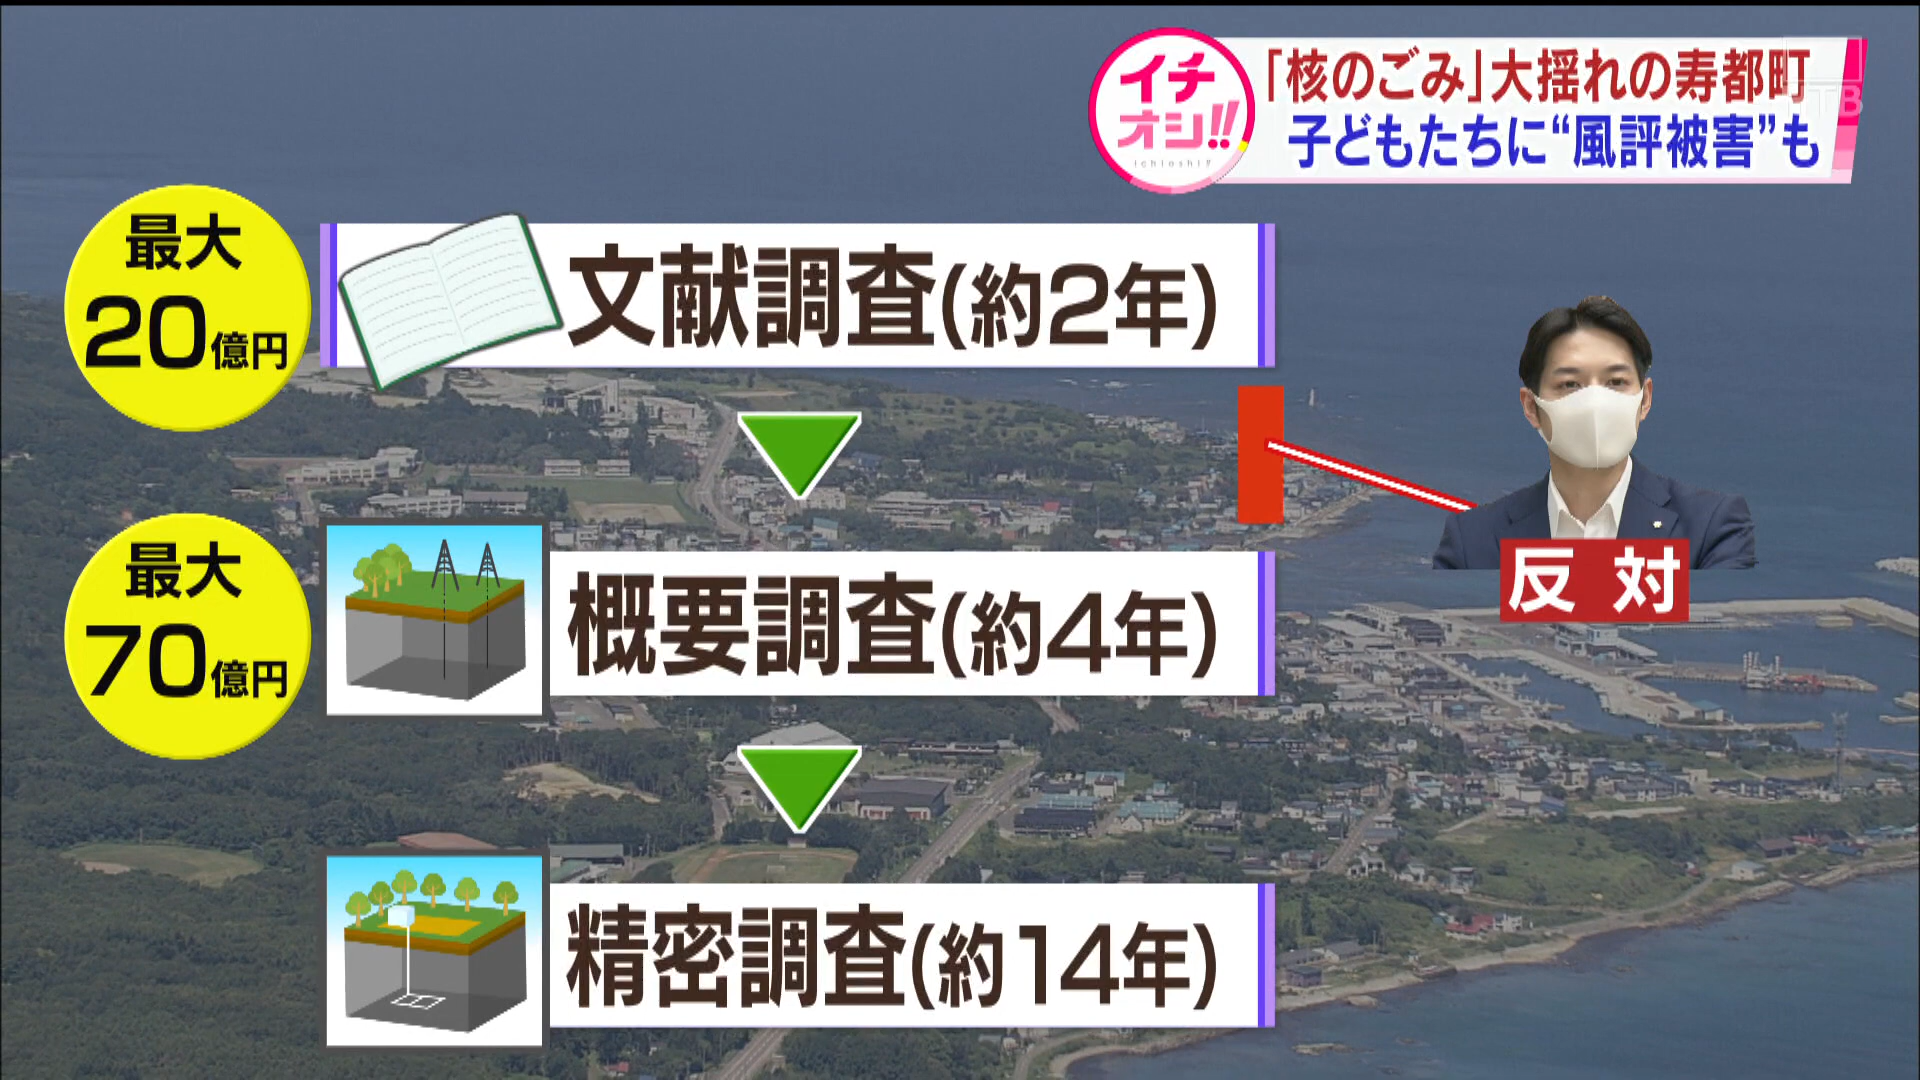 イチ
オシ!!
ichioshi!!
「核のごみ」大揺れの寿都町
子どもたちに“風評被害”も
HTB
最大
20億円
文献調査(約2年)
反対
最大
70億円
概要調査(約4年)
精密調査(約14年)